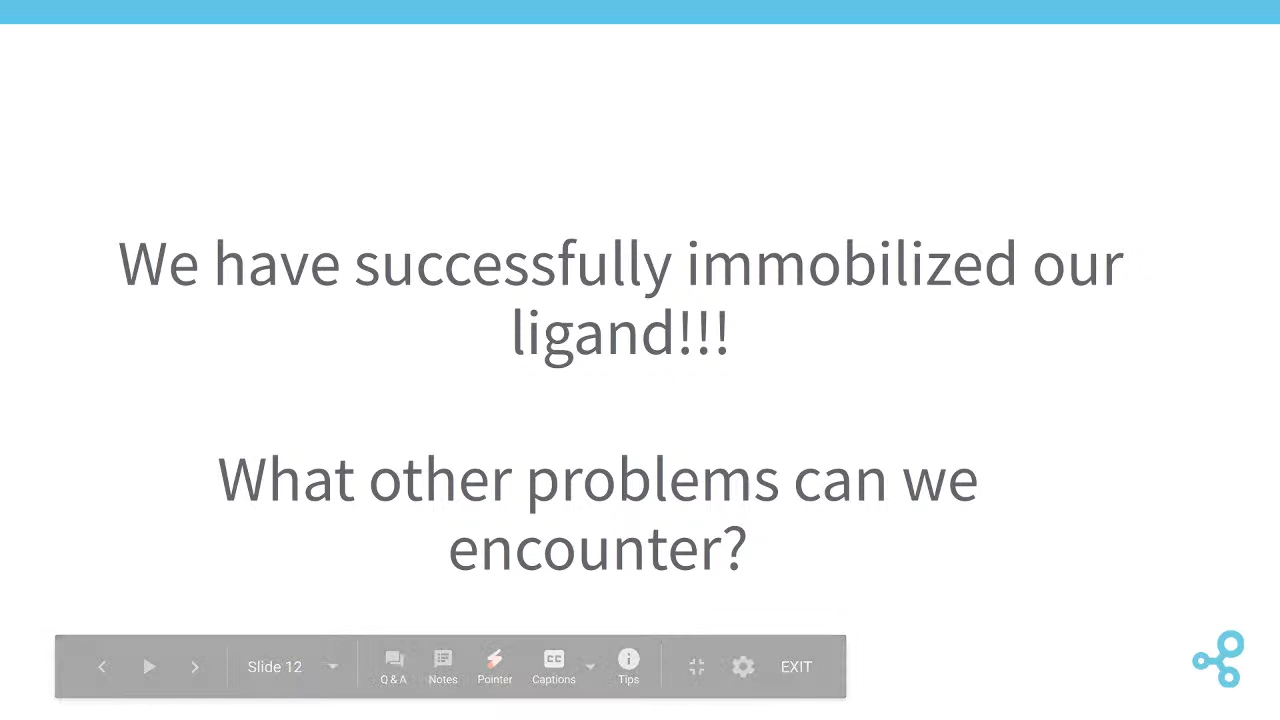 We have successfully immobilized our
ligand!!!
What other problems can we
encounter?
Slide 12
Q & A
Notes
Pointer
CC
Captions
Tips
EXIT